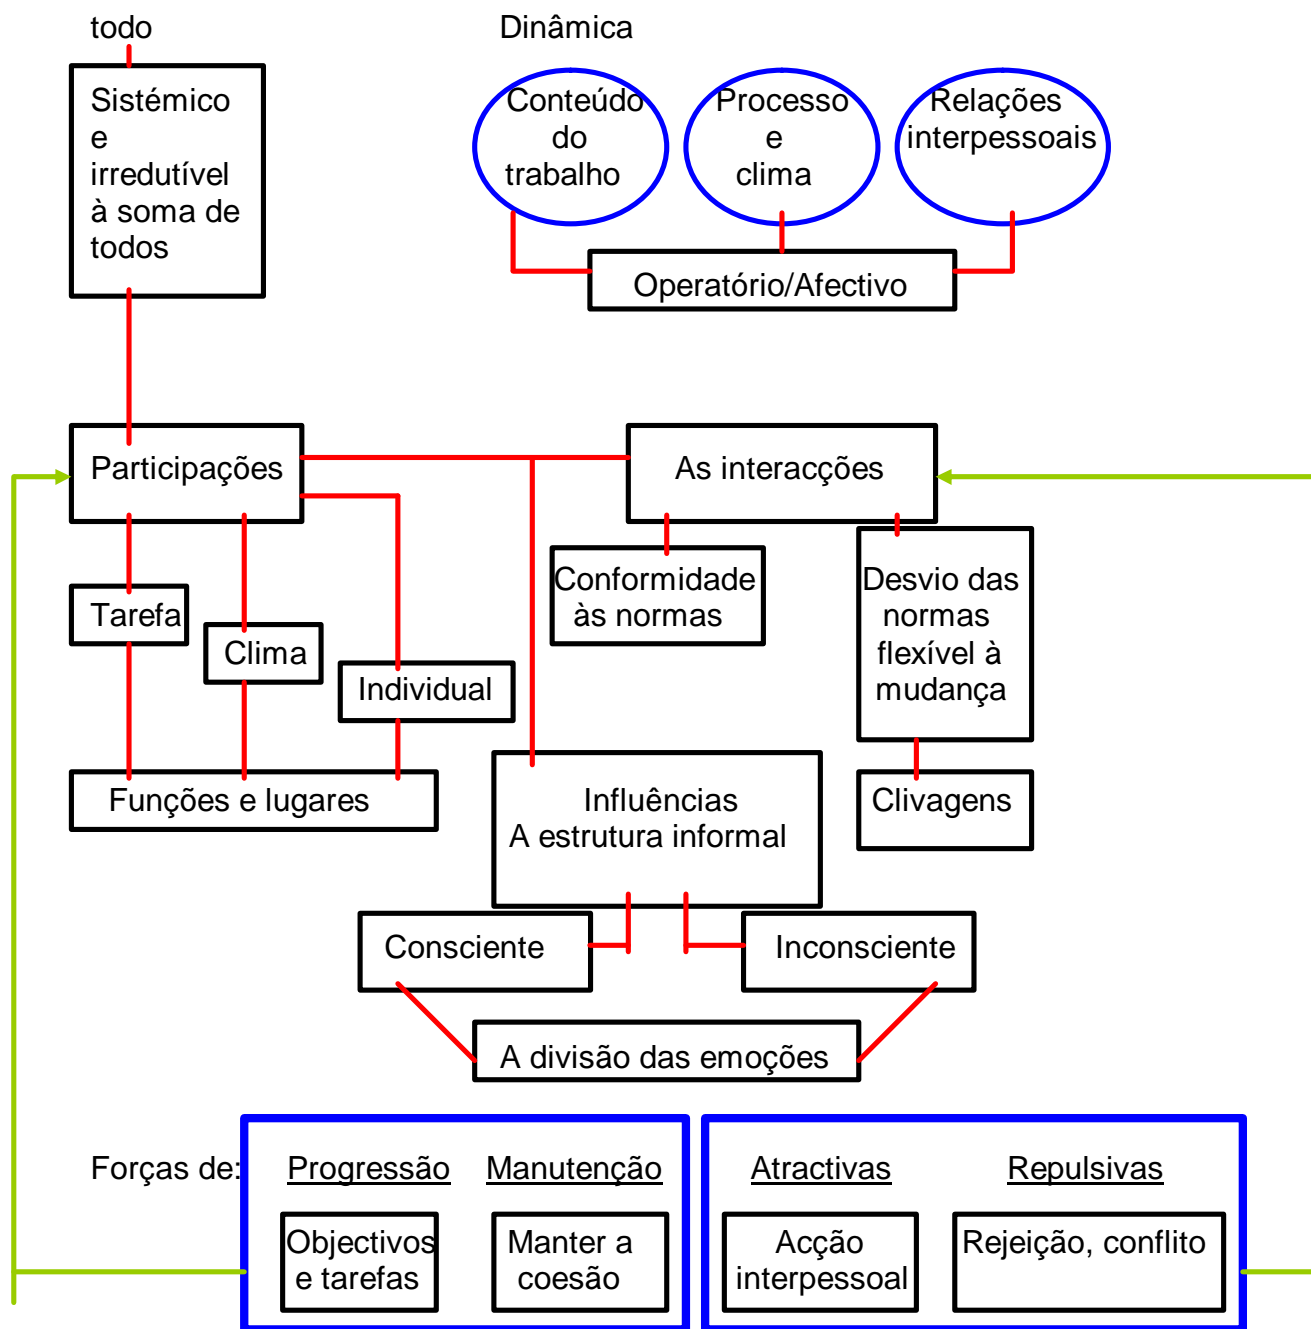 todo
Dinâmica
Sistémico
e
irredutível
à soma de
todos
Conteúdo
do
trabalho
Processo
e
clima
Relações
interpessoais
Operatório/Afectivo
Participações
As interacções
Tarefa
Clima
Individual
Conformidade
às normas
Desvio das
normas
flexível à
mudança
Funções e lugares
Influências
A estrutura informal
Clivagens
Consciente
Inconsciente
A divisão das emoções
Forças de:
Progressão
Manutenção
Atractivas
Repulsivas
Objectivos
e tarefas
Manter a
coesão
Acção
interpessoal
Rejeição, conflito